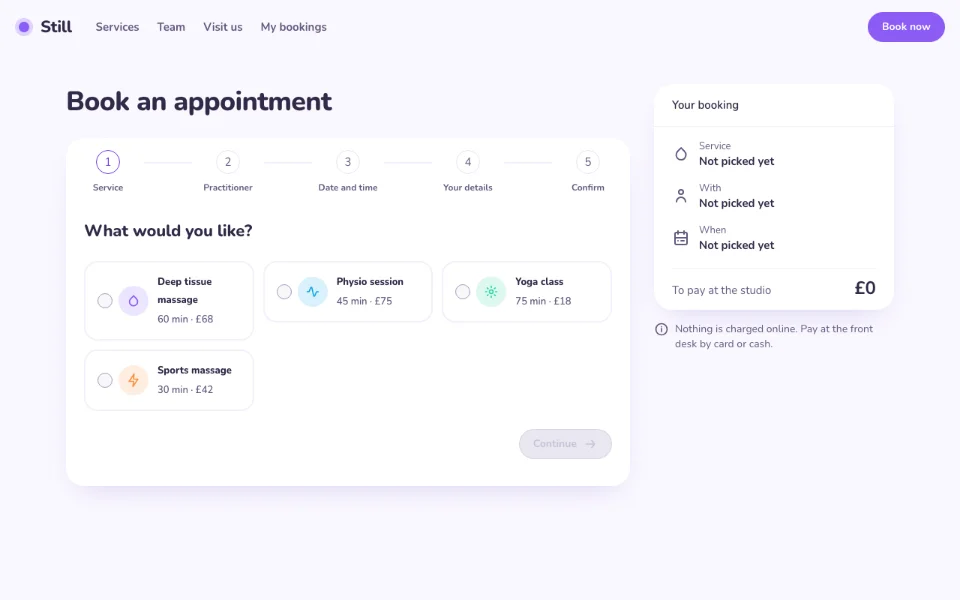 Still
Services
Team
Visit us
My bookings
Book now
Book an appointment
1
2
3
4
5
Service
Practitioner
Date and time
Your details
Confirm
What would you like?
Deep tissue
massage
60 min · £68
Physio session
45 min · £75
Yoga class
75 min · £18
Sports massage
30 min · £42
Continue
Your booking
Service
Not picked yet
With
Not picked yet
When
Not picked yet
To pay at the studio
£0
Nothing is charged online. Pay at the front
desk by card or cash.